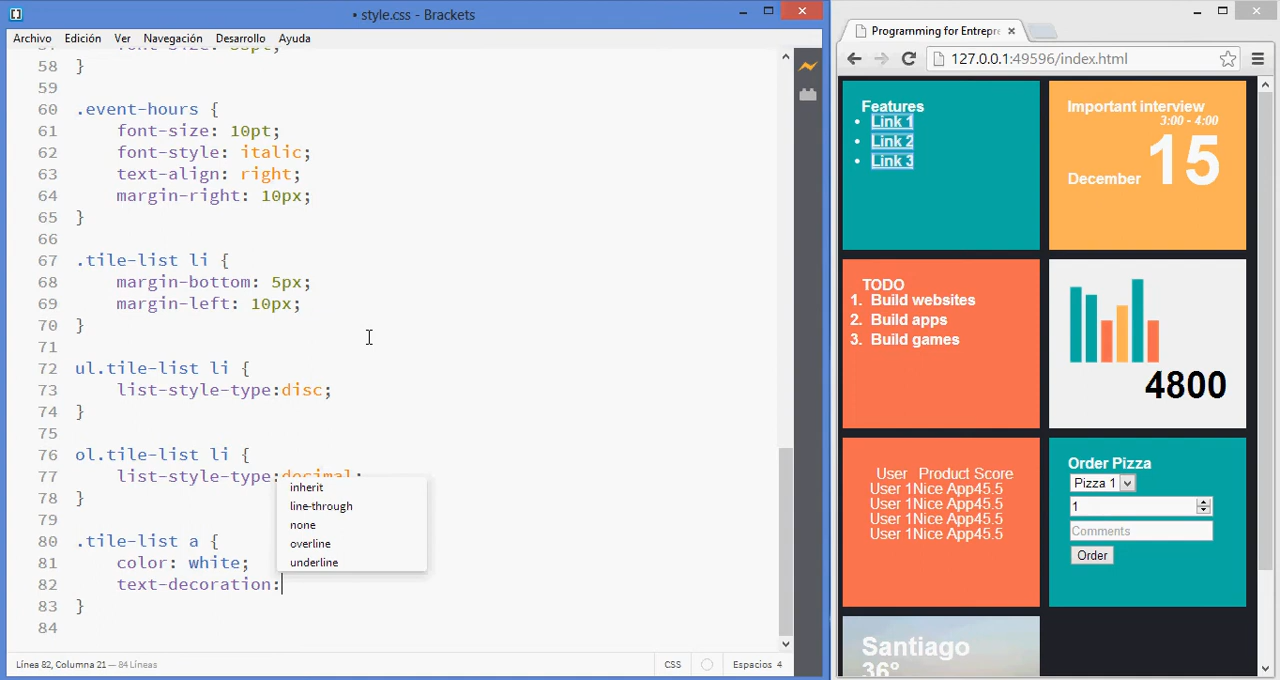 • style.css - Brackets
Archivo Edición Ver Navegación Desarrollo Ayuda
58 }
59
60 .event-hours {
61 font-size: 10pt;
62 font-style: italic;
63 text-align: right;
64 margin-right: 10px;
65 }
66
67 .tile-list li {
68 margin-bottom: 5px;
69 margin-left: 10px;
70 }
71
72 ul.tile-list li {
73 list-style-type:disc;
74 }
75
76 ol.tile-list li {
77 list-style-type:decimal;
78 }
79
80 .tile-list a {
81 color: white;
82 text-decoration:
83 }
84
inherit
line-through
none
overline
underline
Línea 82, Columna 21 — 84 Líneas
CSS
Espacios 4
Programming for Entrepre
127.0.0.1:49596/index.html
Features
• Link 1
• Link 2
• Link 3
Important interview
3:00 - 4:00
December 15
TODO
1. Build websites
2. Build apps
3. Build games
4800
User Product Score
User 1Nice App45.5
User 1Nice App45.5
User 1Nice App45.5
User 1Nice App45.5
Order Pizza
Pizza 1
1
Comments
Order
Santiago
36°